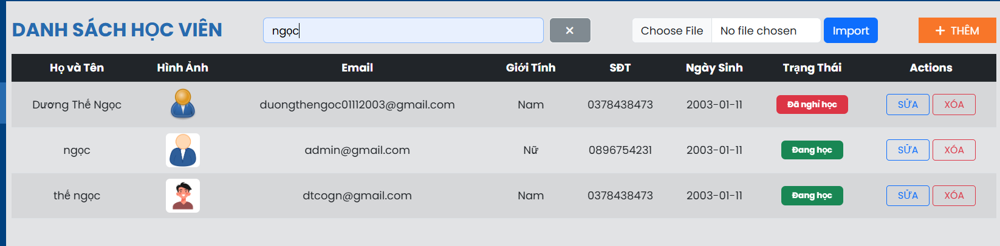 DANH SÁCH HỌC VIÊN ngọc × Choose File No file chosen Import + THÊM
Họ và Tên Hình Ảnh Email Giới Tính SĐT Ngày Sinh Trạng Thái Actions
Dương Thế Ngọc duongthengoc01112003@gmail.com Nam 0378438473 2003-01-11 Đã nghỉ học SỬA XÓA
ngọc admin@gmail.com Nữ 0896754231 2003-01-11 Đang học SỬA XÓA
thế ngọc dtcogn@gmail.com Nam 0378438473 2003-01-11 Đang học SỬA XÓA